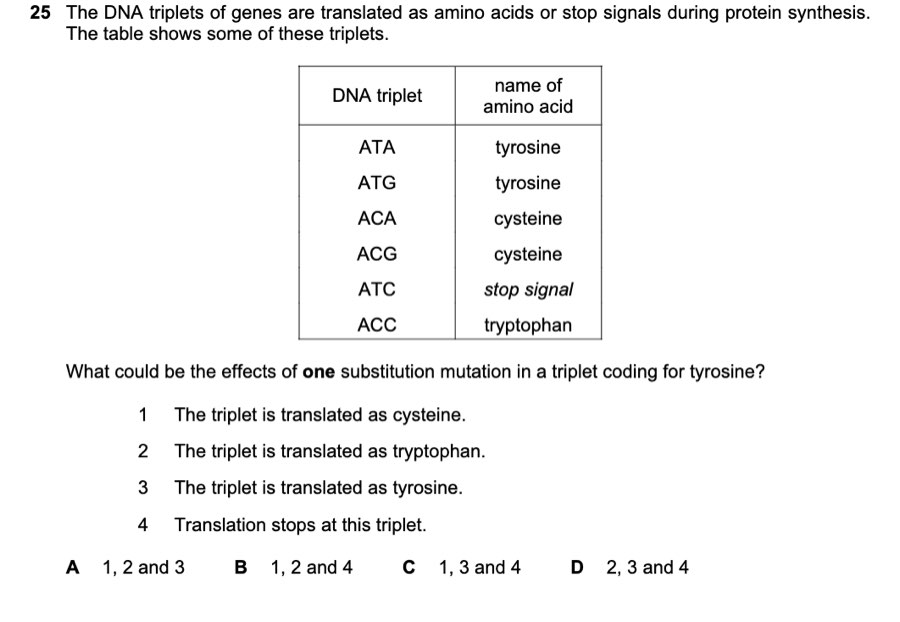 25 The DNA triplets of genes are translated as amino acids or stop signals during protein synthesis.
The table shows some of these triplets.
DNA triplet name of amino acid
ATA tyrosine
ATG tyrosine
ACA cysteine
ACG cysteine
ATC stop signal
ACC tryptophan
What could be the effects of one substitution mutation in a triplet coding for tyrosine?
1 The triplet is translated as cysteine.
2 The triplet is translated as tryptophan.
3 The triplet is translated as tyrosine.
4 Translation stops at this triplet.
A 1, 2 and 3 B 1, 2 and 4 C 1, 3 and 4 D 2, 3 and 4